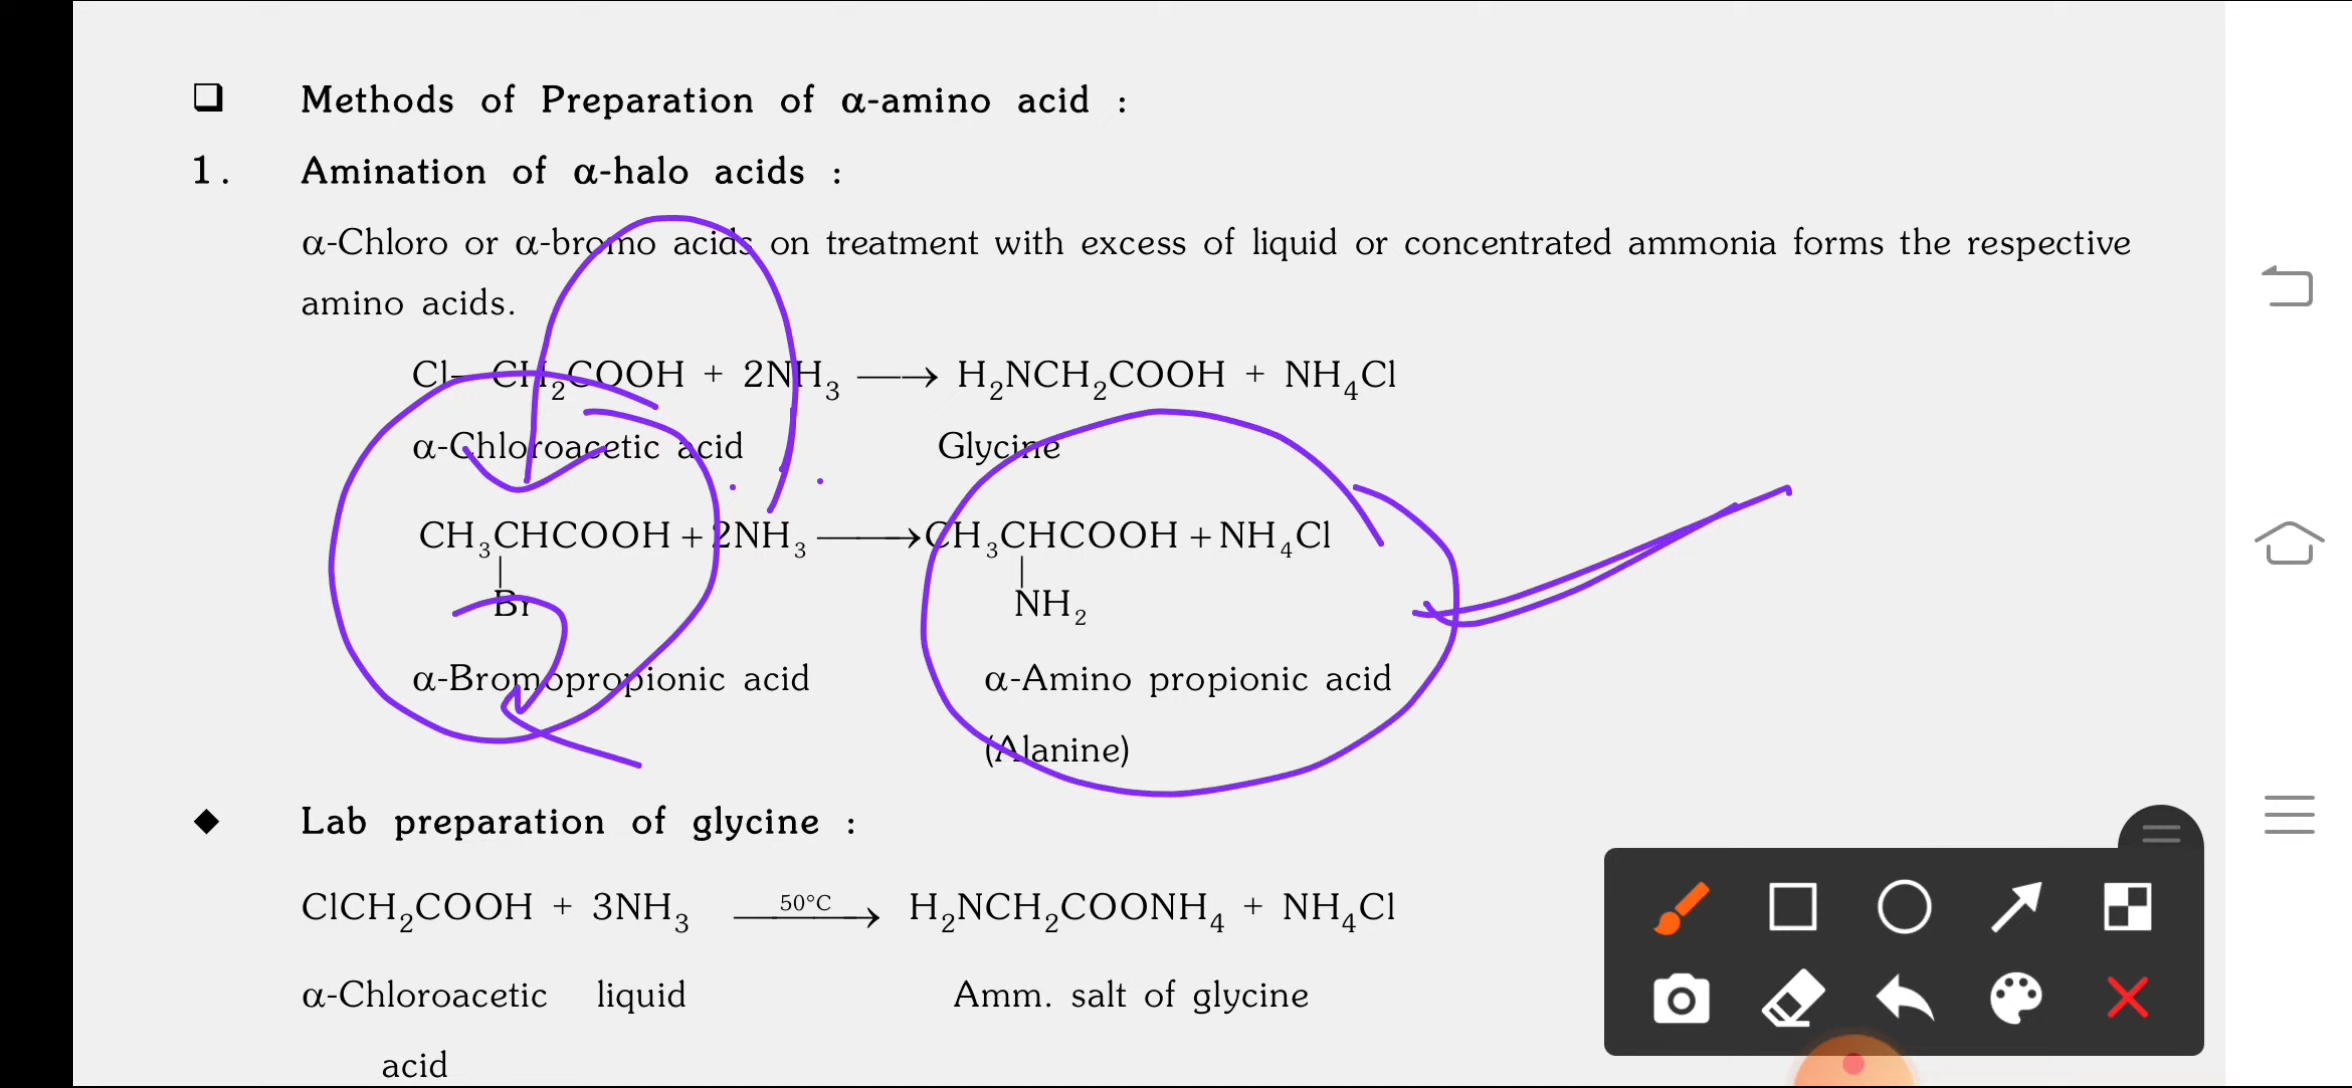 ❑ Methods of Preparation of α-amino acid :
1. Amination of α-halo acids :
α-Chloro or α-bromo acids on treatment with excess of liquid or concentrated ammonia forms the respective
amino acids.
Cl—CH₂COOH + 2NH₃ ⟶ H₂NCH₂COOH + NH₄Cl
α-Chloroacetic acid Glycine
CH₃CHCOOH + 2NH₃ ⟶ CH₃CHCOOH + NH₄Cl
Br NH₂
α-Bromopropionic acid α-Amino propionic acid
(Alanine)
◆ Lab preparation of glycine :
50°C
ClCH₂COOH + 3NH₃ ⟶ H₂NCH₂COONH₄ + NH₄Cl
α-Chloroacetic liquid Amm. salt of glycine
acid